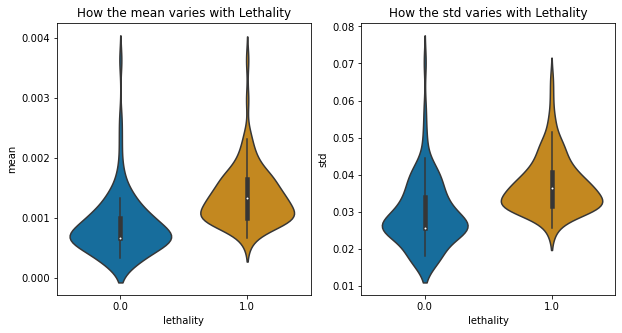 How the mean varies with Lethality
How the std varies with Lethality
0.004
0.003
0.002
0.001
0.000
mean
0.0
1.0
lethality
0.08
0.07
0.06
0.05
0.04
0.03
0.02
0.01
std
0.0
1.0
lethality